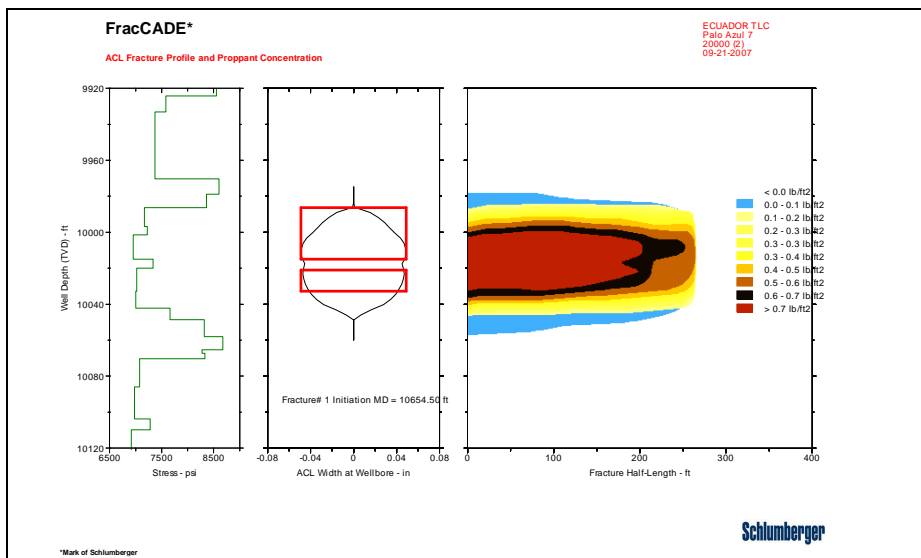 FracCADE*
ECUADOR TLC
Palo Azul 7
20000 (2)
09-21-2007
ACL Fracture Profile and Proppant Concentration
9920
9960
10000
10040
10080
10120
Well Depth (TVD) - ft
6500
7500
8500
Stress - psi
Fracture# 1 Initiation MD = 10654.50 ft
-0.08
-0.04
0
0.04
0.08
ACL Width at Wellbore - in
0
100
200
300
400
Fracture Half-Length - ft
< 0.0 lb/ft2
0.0 - 0.1 lb/ft2
0.1 - 0.2 lb/ft2
0.2 - 0.3 lb/ft2
0.3 - 0.3 lb/ft2
0.3 - 0.4 lb/ft2
0.4 - 0.5 lb/ft2
0.5 - 0.6 lb/ft2
0.6 - 0.7 lb/ft2
> 0.7 lb/ft2
Schlumberger
*Mark of Schlumberger